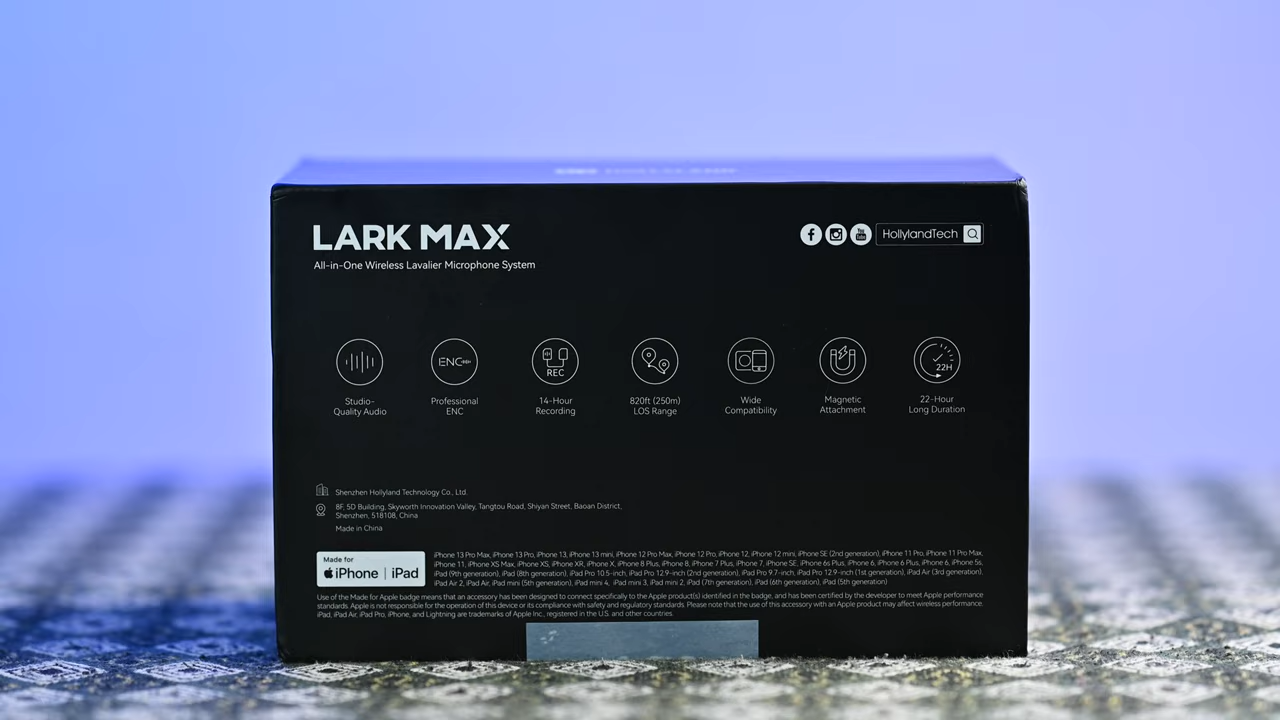 LARK MAX
All-in-One Wireless Lavalier Microphone System
f
You
Tube
HollylandTech
ENC
REC
22H
Studio-
Quality Audio
Professional
ENC
14-Hour
Recording
820ft (250m)
LOS Range
Wide
Compatibility
Magnetic
Attachment
22-Hour
Long Duration
Shenzhen Hollyland Technology Co., Ltd.
8F, 5D Building, Skyworth Innovation Valley, Tangtou Road, Shiyan Street, Baoan District,
Shenzhen, 518108, China
Made in China
Made for
iPhone | iPad
iPhone 13 Pro Max, iPhone 13 Pro, iPhone 13, iPhone 13 mini, iPhone 12 Pro Max, iPhone 12 Pro, iPhone 12, iPhone 12 mini, iPhone SE (2nd generation), iPhone 11 Pro, iPhone 11 Pro Max,
iPhone 11, iPhone XS Max, iPhone XS, iPhone XR, iPhone X, iPhone 8 Plus, iPhone 8, iPhone 7 Plus, iPhone 7, iPhone SE, iPhone 6s Plus, iPhone 6, iPhone 6 Plus, iPhone 6, iPhone 5s,
iPad (9th generation), iPad (8th generation), iPad Pro 10.5-inch, iPad Pro 12.9-inch (2nd generation), iPad Pro 9.7-inch, iPad Pro 12.9-inch (1st generation), iPad Air (3rd generation),
iPad Air 2, iPad Air, iPad mini (5th generation), iPad mini 4, iPad mini 3, iPad mini 2, iPad (7th generation), iPad (6th generation), iPad (5th generation)
Use of the Made for Apple badge means that an accessory has been designed to connect specifically to the Apple product(s) identified in the badge, and has been certified by the developer to meet Apple performance
standards. Apple is not responsible for the operation of this device or its compliance with safety and regulatory standards. Please note that the use of this accessory with an Apple product may affect wireless performance.
iPad, iPad Air, iPad Pro, iPhone, and Lightning are trademarks of Apple Inc., registered in the U.S. and other countries.